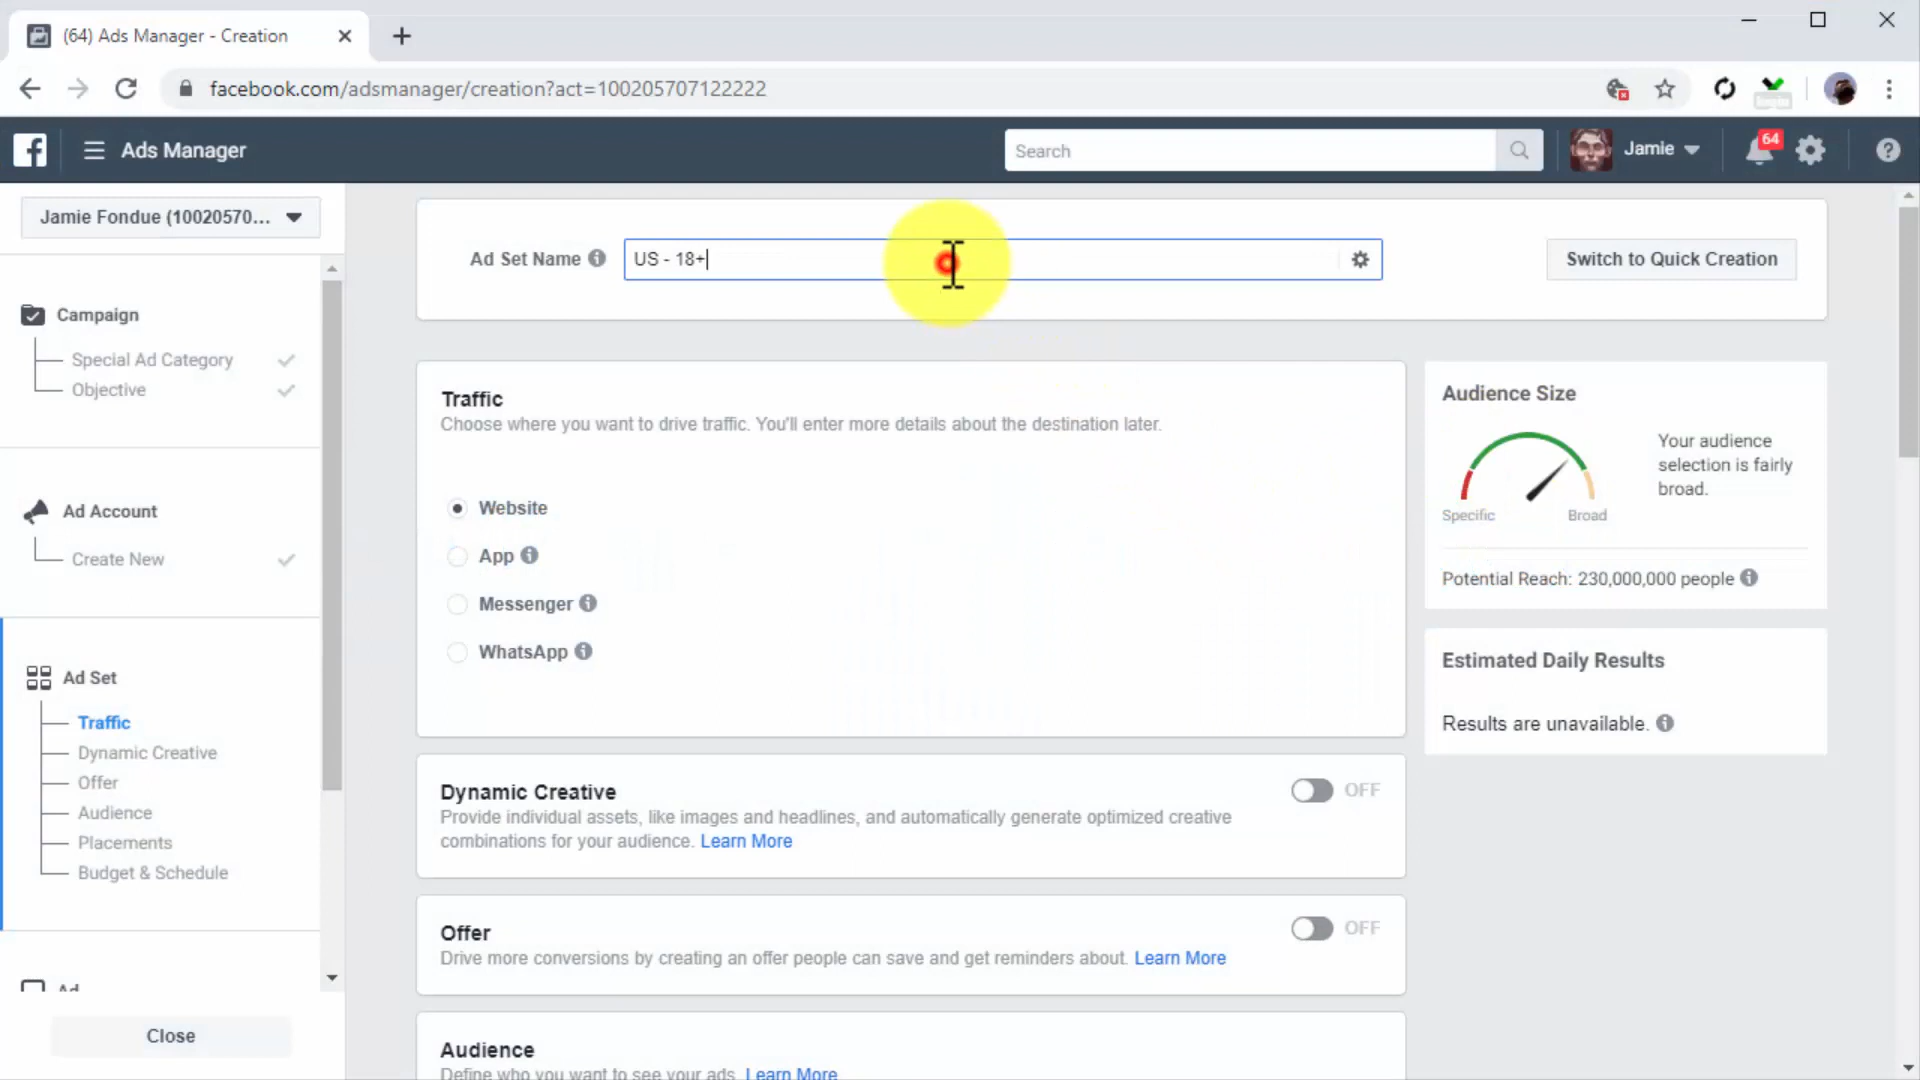 (64) Ads Manager - Creation
facebook.com/adsmanager/creation?act=100205707122222
Ads Manager
Search
Jamie
64
Jamie Fondue (10020570...
Ad Set Name
US - 18+
Switch to Quick Creation
Campaign
Special Ad Category
Objective
Ad Account
Create New
Ad Set
Traffic
Dynamic Creative
Offer
Audience
Placements
Budget & Schedule
Ad
Close
Traffic
Choose where you want to drive traffic. You'll enter more details about the destination later.
Website
App
Messenger
WhatsApp
Audience Size
Your audience
selection is fairly
broad.
Specific
Broad
Potential Reach: 230,000,000 people
Estimated Daily Results
Results are unavailable.
Dynamic Creative
OFF
Provide individual assets, like images and headlines, and automatically generate optimized creative
combinations for your audience. Learn More
Offer
OFF
Drive more conversions by creating an offer people can save and get reminders about. Learn More
Audience
Define who you want to see your ads. Learn More